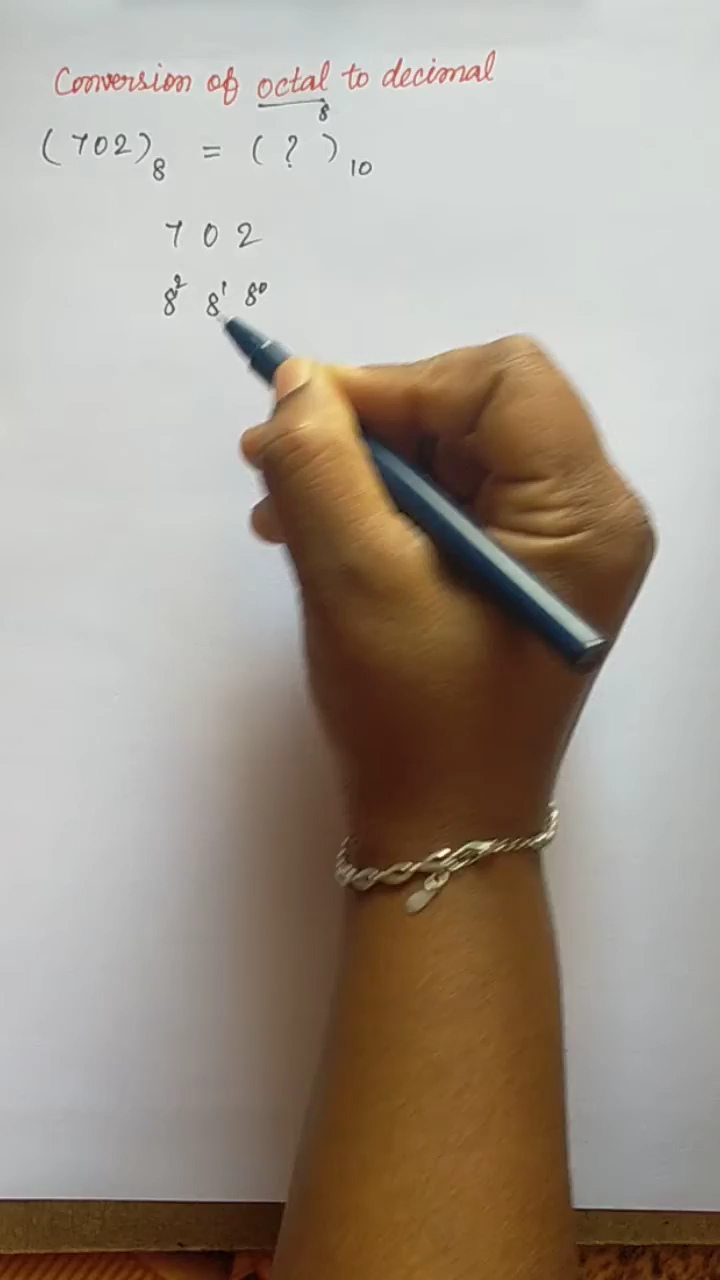 Conversion of octal to decimal
8
(702)₈ = (?)₁₀
7 0 2
8² 8¹ 8⁰